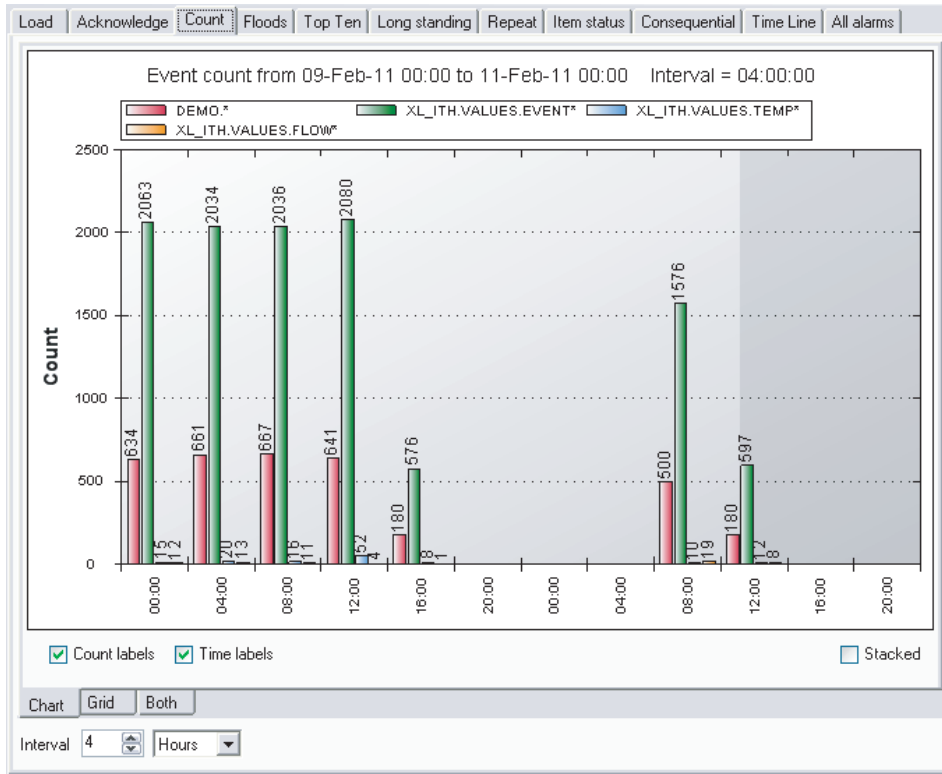 Load Acknowledge Count Floods Top Ten Long standing Repeat Item status Consequential Time Line All alarms
Event count from 09-Feb-11 00:00 to 11-Feb-11 00:00 Interval = 04:00:00
DEMO.* XL_ITH.VALUES.EVENT* XL_ITH.VALUES.TEMP*
XL_ITH.VALUES.FLOW*
Count
2500
2000
1500
1000
500
0
634 2063 15 12
661 2034 20 13
667 2036 16 11
641 2080 52 4
180 576 8 1
500 1576 10 19
180 597 12 8
00:00 04:00 08:00 12:00 16:00 20:00 00:00 04:00 08:00 12:00 16:00 20:00
Count labels Time labels Stacked
Chart Grid Both
Interval 4 Hours